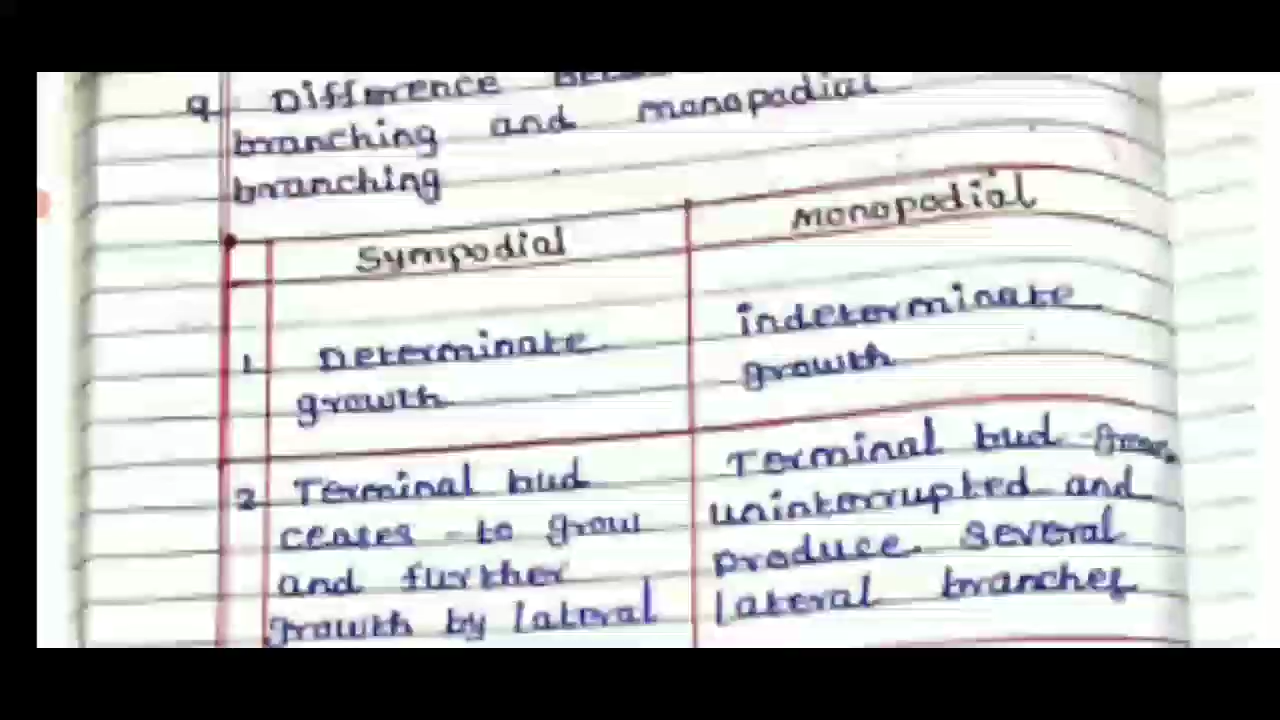 9 Difference
branching and monopodial
branching
Sympodial
Monopodial
1. Determinate
growth
indeterminate
growth
2 Terminal bud
ceases to grow
and further
growth by lateral
Terminal bud
uninterrupted and
produce several
lateral branches